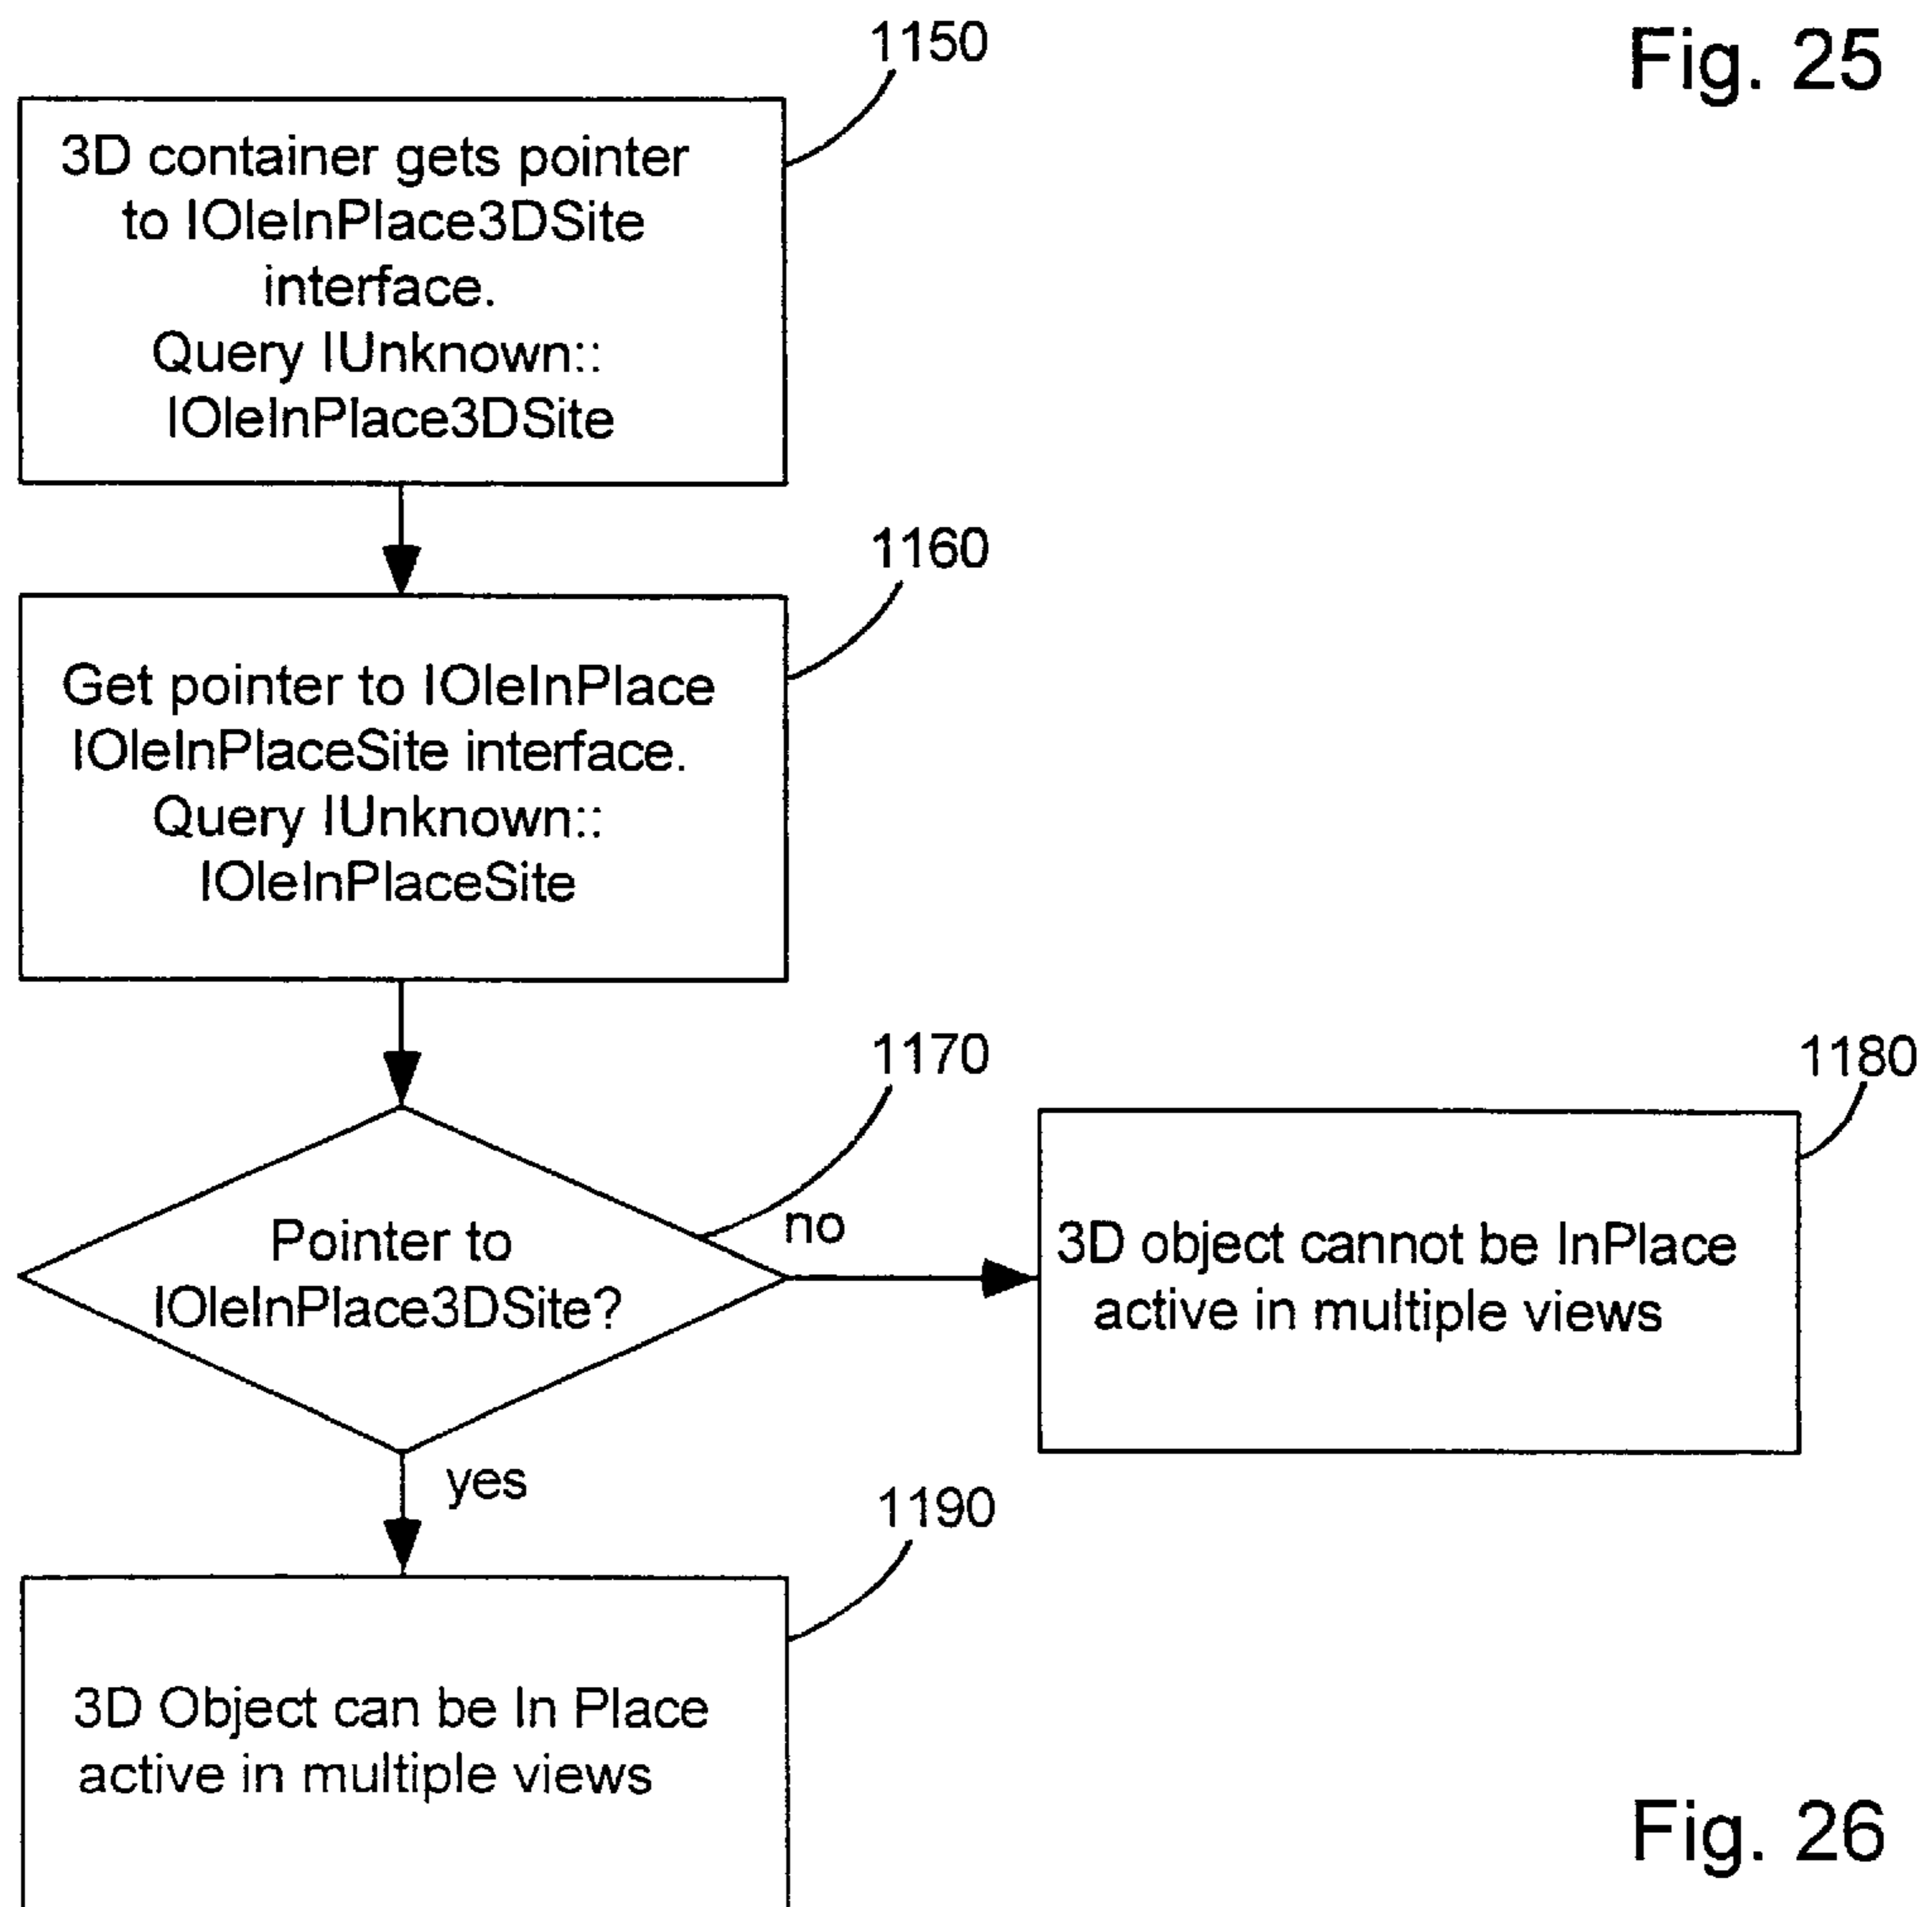 Fig. 25
1150
3D container gets pointer
to IOleInPlace3DSite
interface.
Query IUnknown::
IOleInPlace3DSite
1160
Get pointer to IOleInPlace
IOleInPlaceSite interface.
Query IUnknown::
IOleInPlaceSite
1170
Pointer to
IOleInPlace3DSite?
no
1180
3D object cannot be InPlace
active in multiple views
yes
1190
3D Object can be In Place
active in multiple views
Fig. 26